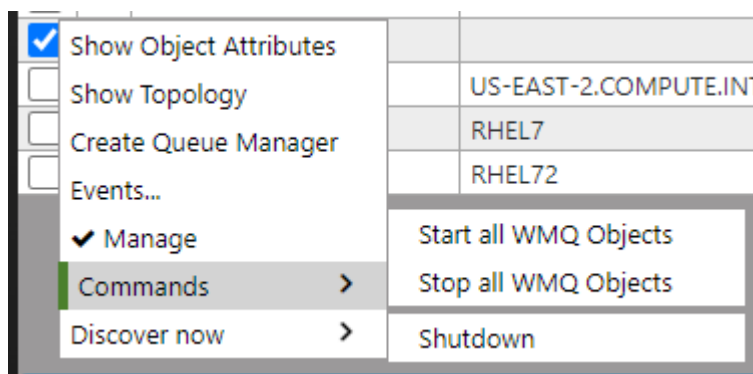 Show Object Attributes
Show Topology
US-EAST-2.COMPUTE.INT
Create Queue Manager
RHEL7
Events...
RHEL72
Manage
Start all WMQ Objects
Commands
Stop all WMQ Objects
Discover now
Shutdown